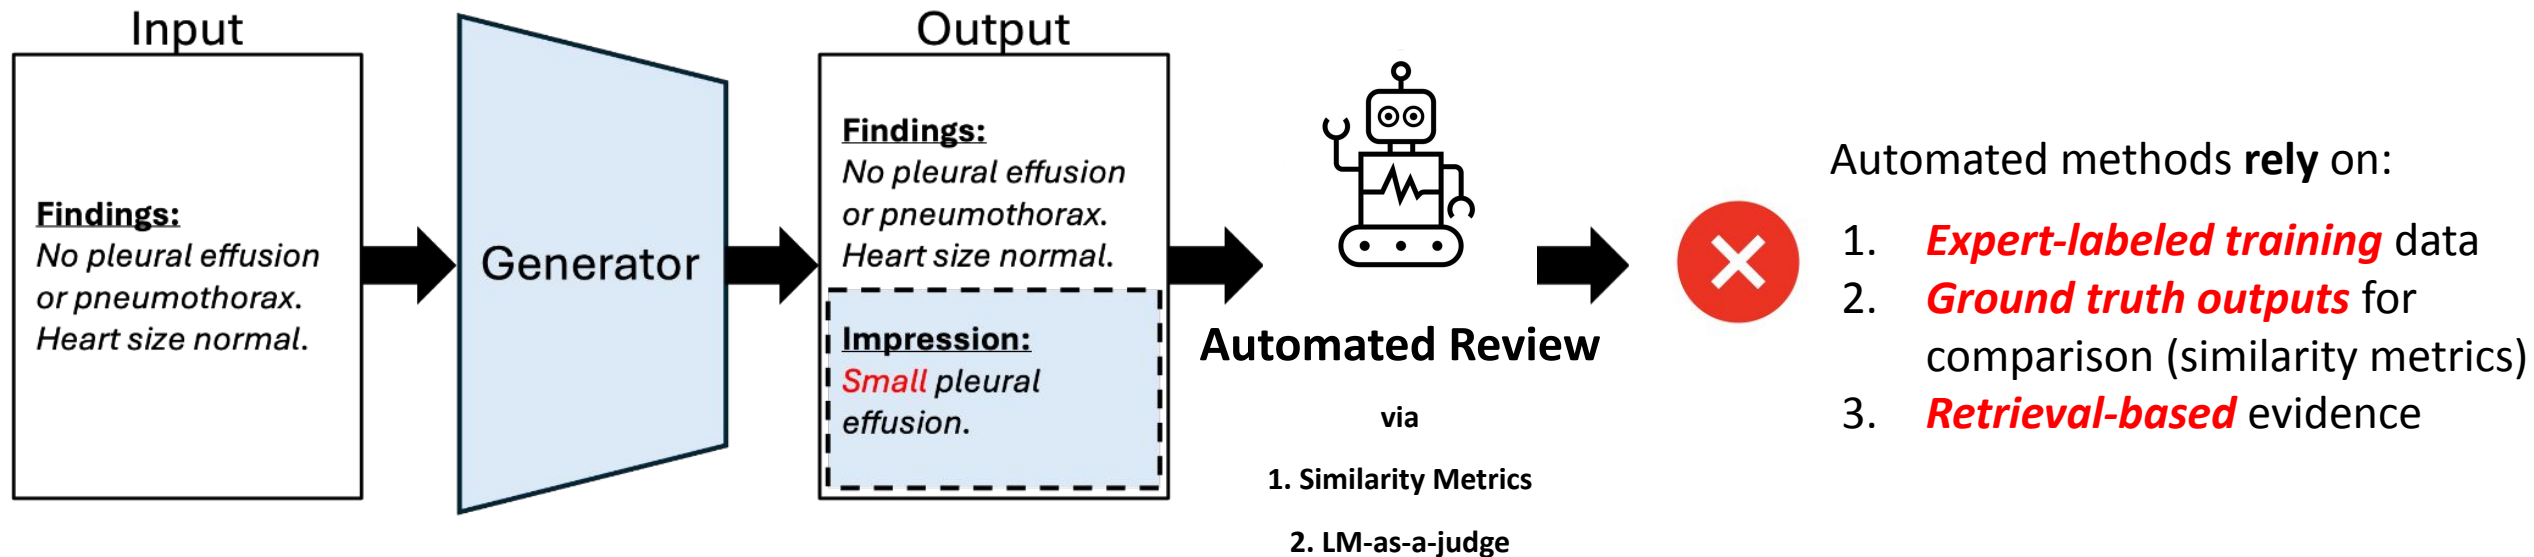 Input
Findings:
No pleural effusion
or pneumothorax.
Heart size normal.
Generator
Output
Findings:
No pleural effusion
or pneumothorax.
Heart size normal.
Impression:
Small pleural
effusion.
Automated Review
via
1. Similarity Metrics
2. LM-as-a-judge
Automated methods rely on:
1. Expert-labeled training data
2. Ground truth outputs for
comparison (similarity metrics)
3. Retrieval-based evidence